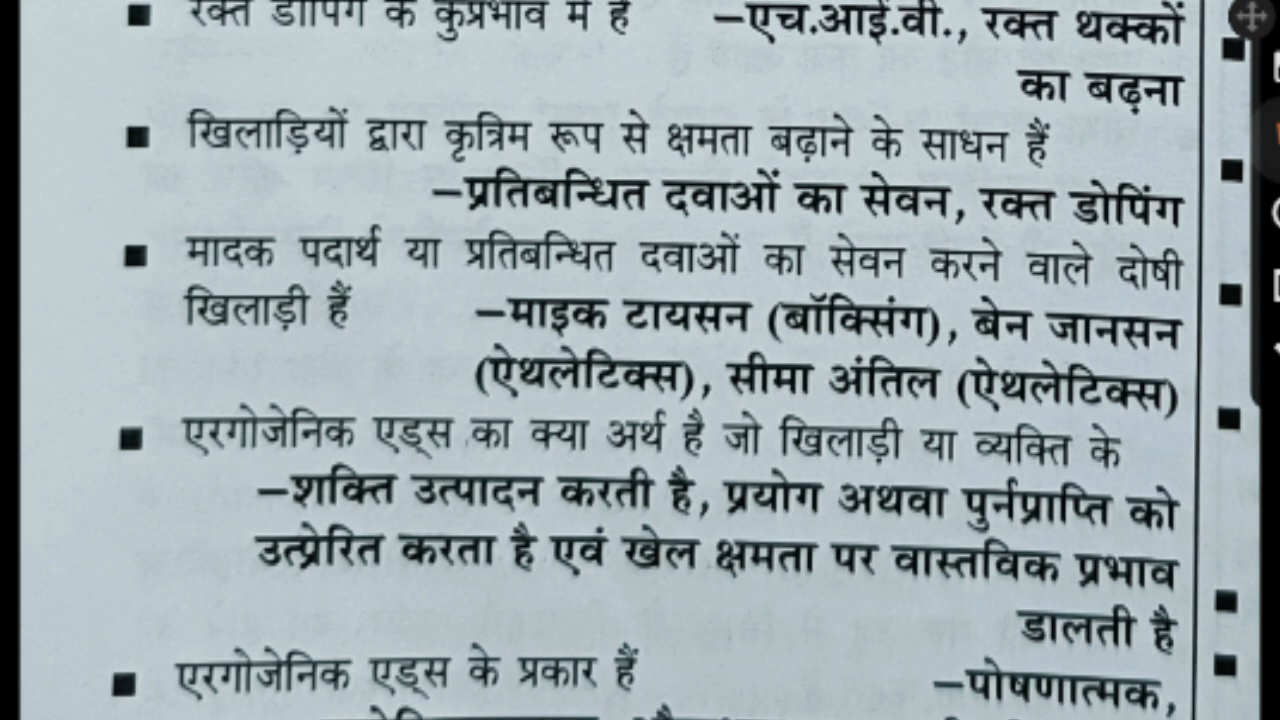 ■ रक्त डोपिंग के कुप्रभाव में है –एच.आई.वी., रक्त थक्कों
का बढ़ना
■ खिलाड़ियों द्वारा कृत्रिम रूप से क्षमता बढ़ाने के साधन हैं
–प्रतिबन्धित दवाओं का सेवन, रक्त डोपिंग
■ मादक पदार्थ या प्रतिबन्धित दवाओं का सेवन करने वाले दोषी
खिलाड़ी हैं –माइक टायसन (बॉक्सिंग), बेन जानसन
(ऐथलेटिक्स), सीमा अंतिल (ऐथलेटिक्स)
■ एरगोजेनिक एड्स का क्या अर्थ है जो खिलाड़ी या व्यक्ति के
–शक्ति उत्पादन करती है, प्रयोग अथवा पुर्नप्राप्ति को
उत्प्रेरित करता है एवं खेल क्षमता पर वास्तविक प्रभाव
डालती है
■ एरगोजेनिक एड्स के प्रकार हैं –पोषणात्मक,